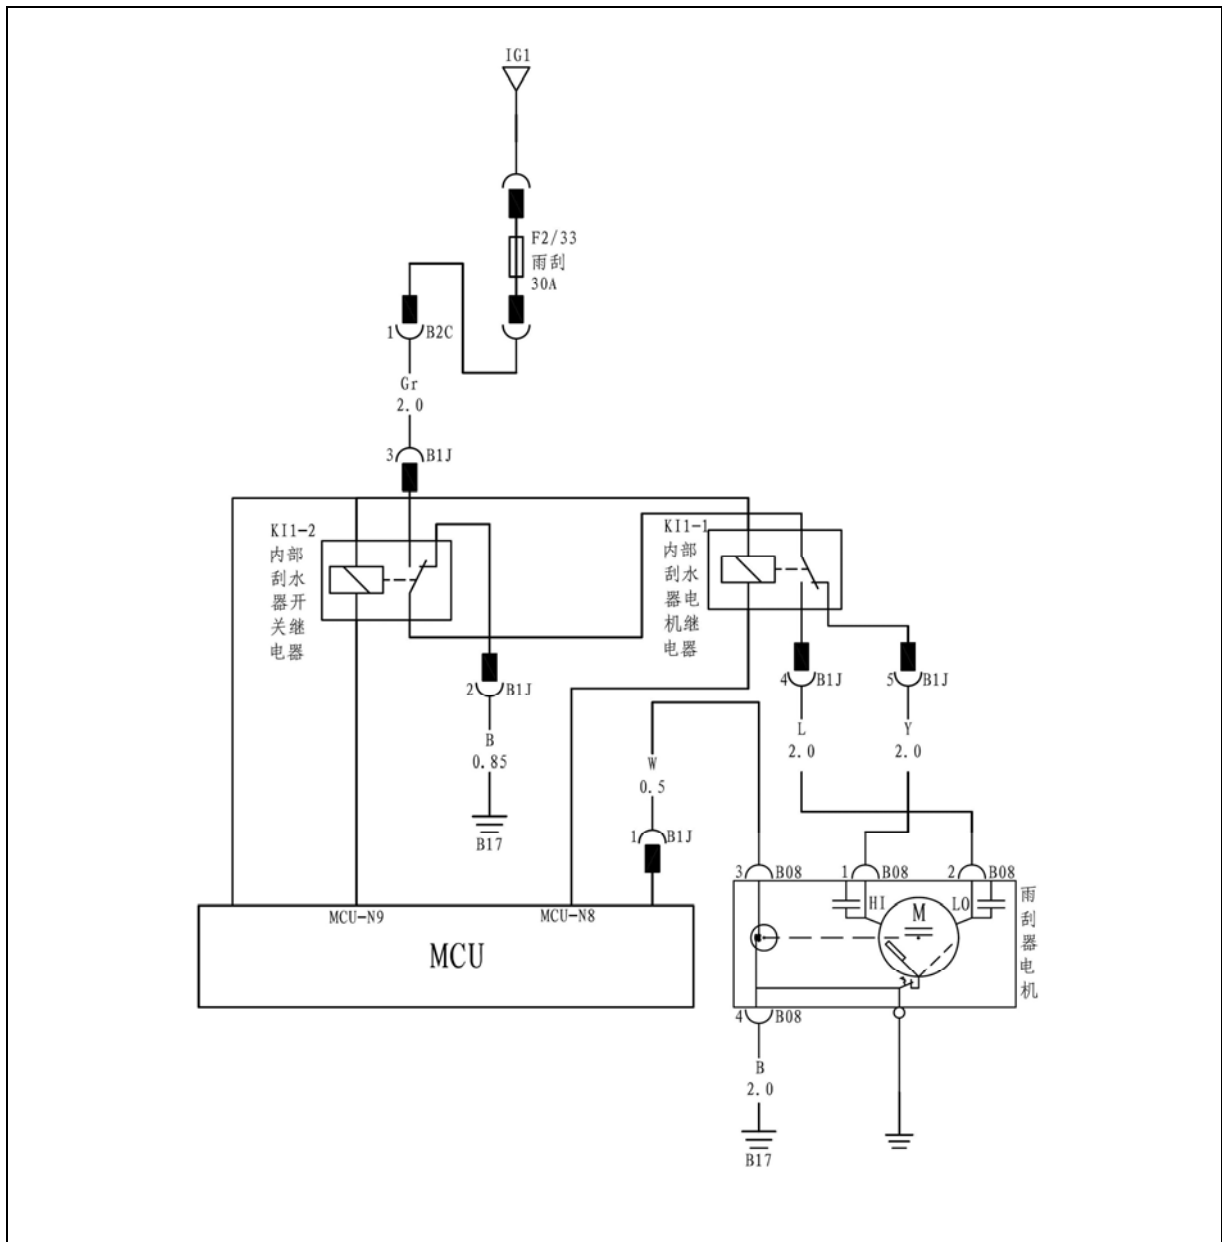 IG1
F2/33
雨刮
30A
1 B2C
Gr
2.0
3 B1J
KI1-2
内部
刮水
器开
关继
电器
KI1-1
内部
刮水
器电
机继
电器
2 B1J
4 B1J
5 B1J
B
0.85
B17
W
0.5
1 B1J
L
2.0
Y
2.0
3 B08
1 B08
2 B08
HI
M
LO
雨
刮
器
电
机
MCU-N9
MCU-N8
MCU
4 B08
B
2.0
B17